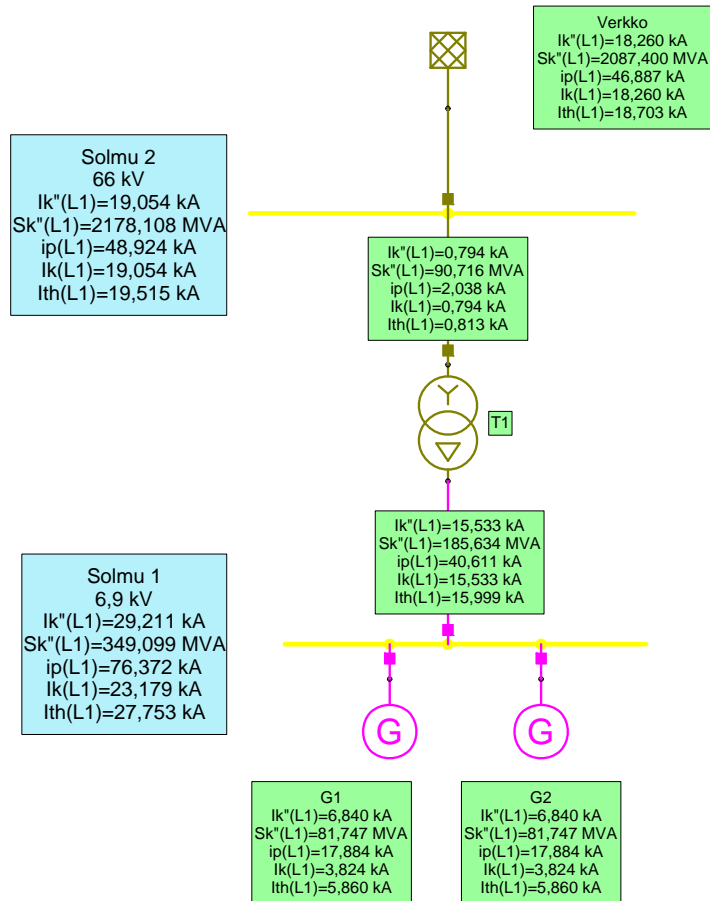 Verkko
Ik"(L1)=18,260 kA
Sk"(L1)=2087,400 MVA
ip(L1)=46,887 kA
Ik(L1)=18,260 kA
Ith(L1)=18,703 kA
Solmu 2
66 kV
Ik"(L1)=19,054 kA
Sk"(L1)=2178,108 MVA
ip(L1)=48,924 kA
Ik(L1)=19,054 kA
Ith(L1)=19,515 kA
Ik"(L1)=0,794 kA
Sk"(L1)=90,716 MVA
ip(L1)=2,038 kA
Ik(L1)=0,794 kA
Ith(L1)=0,813 kA
T1
Ik"(L1)=15,533 kA
Sk"(L1)=185,634 MVA
ip(L1)=40,611 kA
Ik(L1)=15,533 kA
Ith(L1)=15,999 kA
Solmu 1
6,9 kV
Ik"(L1)=29,211 kA
Sk"(L1)=349,099 MVA
ip(L1)=76,372 kA
Ik(L1)=23,179 kA
Ith(L1)=27,753 kA
G
G
G1
Ik"(L1)=6,840 kA
Sk"(L1)=81,747 MVA
ip(L1)=17,884 kA
Ik(L1)=3,824 kA
Ith(L1)=5,860 kA
G2
Ik"(L1)=6,840 kA
Sk"(L1)=81,747 MVA
ip(L1)=17,884 kA
Ik(L1)=3,824 kA
Ith(L1)=5,860 kA